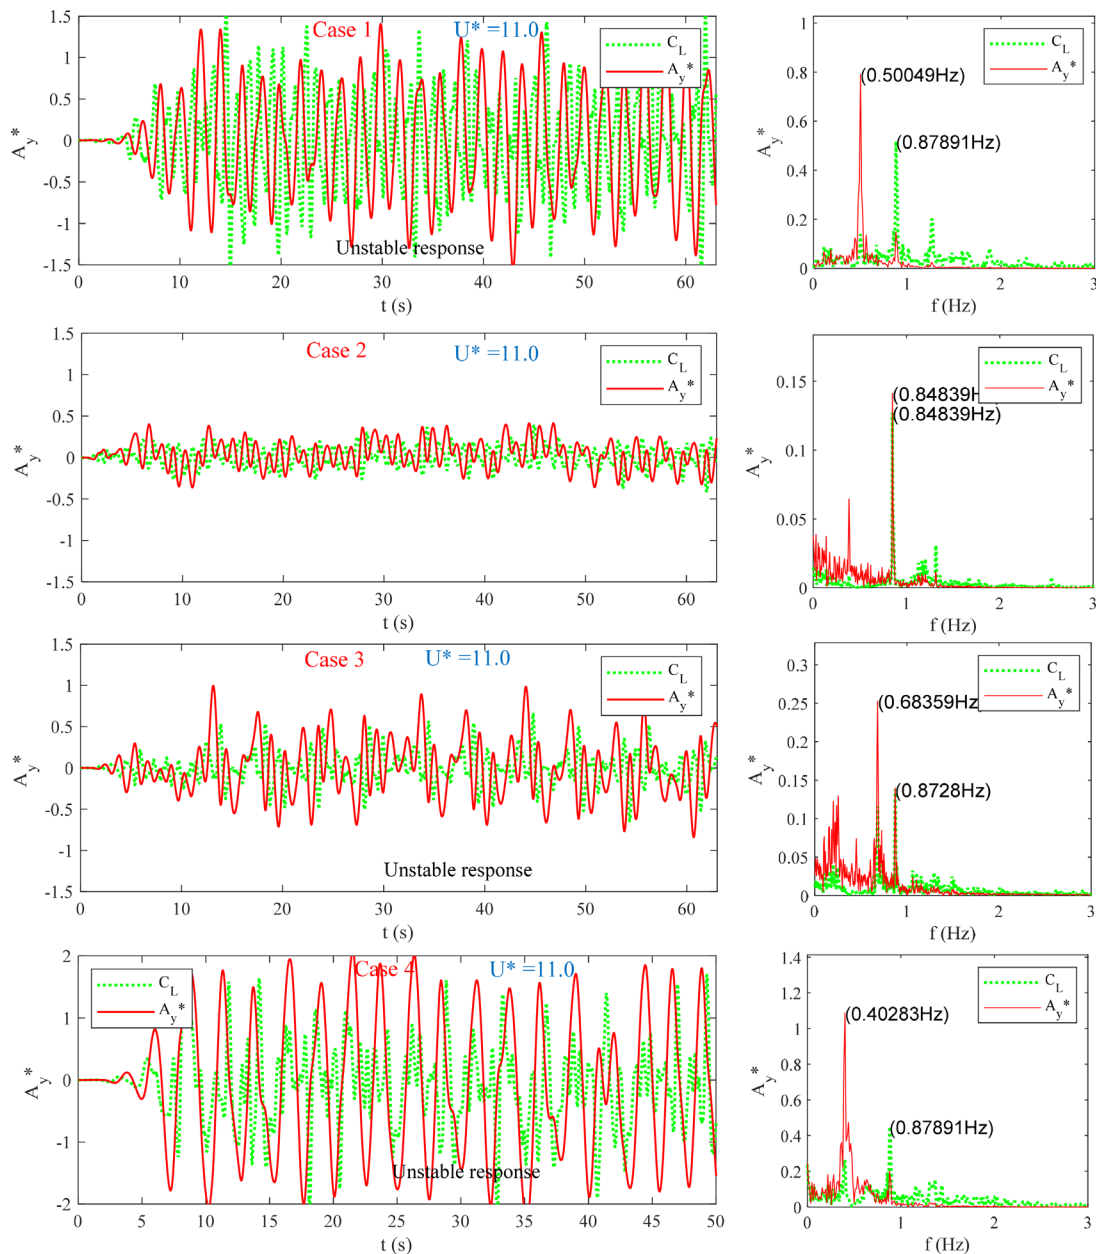 Case 1
U* =11.0
C_L
A_y*
1.5
1
0.5
0
-0.5
-1
-1.5
A_y*
Unstable response
0 10 20 30 40 50 60
t (s)
C_L
A_y*
(0.50049Hz)
(0.87891Hz)
1
0.8
0.6
0.4
0.2
0
A_y*
0 1 2 3
f (Hz)
Case 2
U* =11.0
C_L
A_y*
1.5
1
0.5
0
-0.5
-1
-1.5
A_y*
0 10 20 30 40 50 60
t (s)
C_L
A_y*
(0.84839H
(0.84839Hz)
0.15
0.1
0.05
0
A_y*
0 1 2 3
f (Hz)
Case 3
U* =11.0
C_L
A_y*
1.5
1
0.5
0
-0.5
-1
-1.5
A_y*
Unstable response
0 10 20 30 40 50 60
t (s)
C_L
A_y*
(0.68359Hz
(0.8728Hz)
0.3
0.25
0.2
0.15
0.1
0.05
0
A_y*
0 1 2 3
f (Hz)
Case 4
U* =11.0
C_L
A_y*
2
1
0
-1
-2
A_y*
Unstable response
0 5 10 15 20 25 30 35 40 45 50
t (s)
C_L
A_y*
(0.40283Hz)
(0.87891Hz)
1.4
1.2
1
0.8
0.6
0.4
0.2
0
A_y*
0 1 2 3
f (Hz)